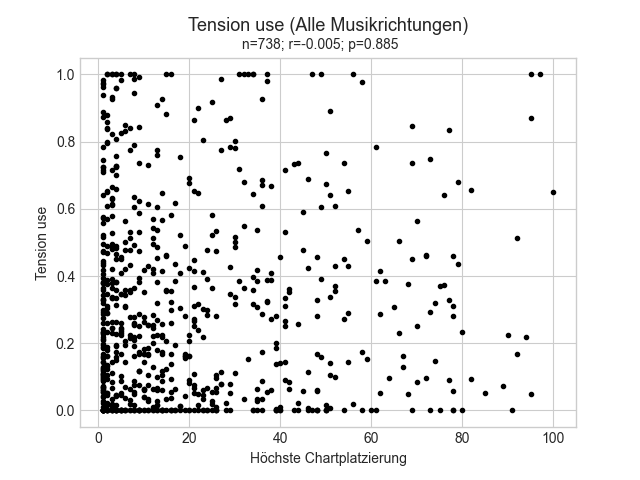 Tension use (Alle Musikrichtungen)
n=738; r=-0.005; p=0.885
1.0
0.8
0.6
0.4
0.2
0.0
Tension use
0 20 40 60 80 100
Höchste Chartplatzierung